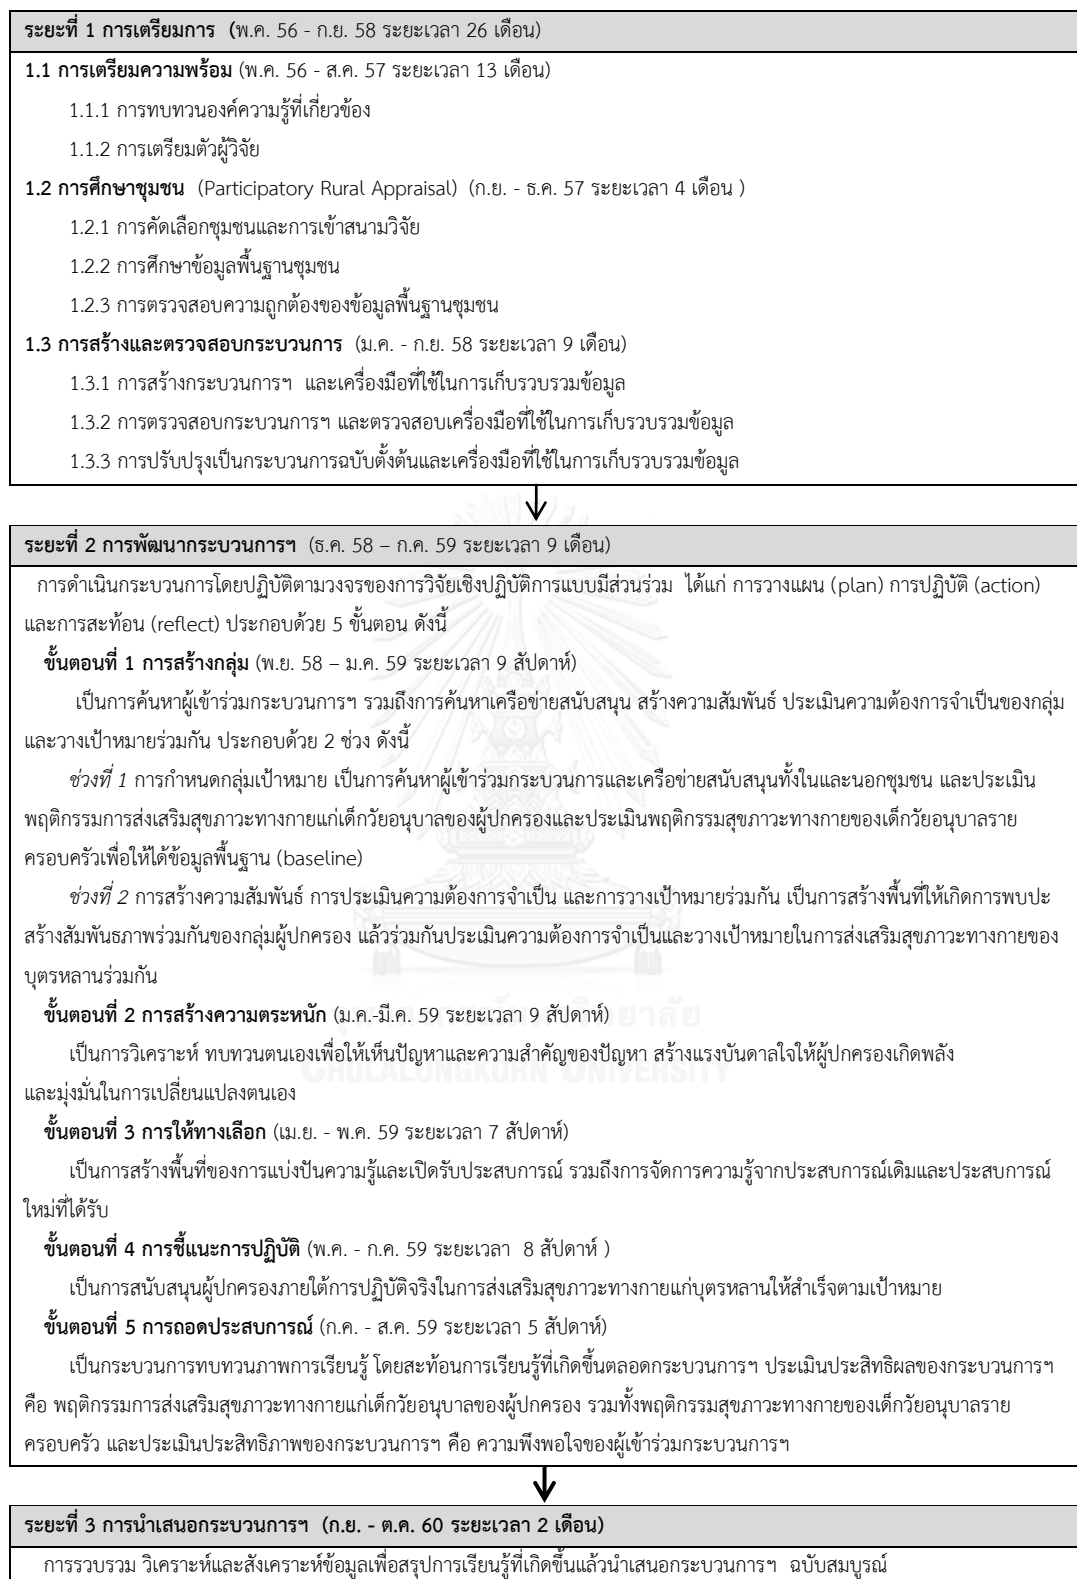 ระยะที่ 1 การเตรียมการ (พ.ค. 56 - ก.ย. 58 ระยะเวลา 26 เดือน)
1.1 การเตรียมความพร้อม (พ.ค. 56 - ส.ค. 57 ระยะเวลา 13 เดือน)
1.1.1 การทบทวนองค์ความรู้ที่เกี่ยวข้อง
1.1.2 การเตรียมตัวผู้วิจัย
1.2 การศึกษาชุมชน (Participatory Rural Appraisal) (ก.ย. - ธ.ค. 57 ระยะเวลา 4 เดือน )
1.2.1 การคัดเลือกชุมชนและการเข้าสนามวิจัย
1.2.2 การศึกษาข้อมูลพื้นฐานชุมชน
1.2.3 การตรวจสอบความถูกต้องของข้อมูลพื้นฐานชุมชน
1.3 การสร้างและตรวจสอบกระบวนการ (ม.ค. - ก.ย. 58 ระยะเวลา 9 เดือน)
1.3.1 การสร้างกระบวนการฯ และเครื่องมือที่ใช้ในการเก็บรวบรวมข้อมูล
1.3.2 การตรวจสอบกระบวนการฯ และตรวจสอบเครื่องมือที่ใช้ในการเก็บรวบรวมข้อมูล
1.3.3 การปรับปรุงเป็นกระบวนการฉบับตั้งต้นและเครื่องมือที่ใช้ในการเก็บรวบรวมข้อมูล
ระยะที่ 2 การพัฒนากระบวนการฯ (ธ.ค. 58 – ก.ค. 59 ระยะเวลา 9 เดือน)
การดำเนินกระบวนการโดยปฏิบัติตามวงจรของการวิจัยเชิงปฏิบัติการแบบมีส่วนร่วม ได้แก่ การวางแผน (plan) การปฏิบัติ (action)
และการสะท้อน (reflect) ประกอบด้วย 5 ขั้นตอน ดังนี้
ขั้นตอนที่ 1 การสร้างกลุ่ม (พ.ย. 58 – ม.ค. 59 ระยะเวลา 9 สัปดาห์)
เป็นการค้นหาผู้เข้าร่วมกระบวนการฯ รวมถึงการค้นหาเครือข่ายสนับสนุน สร้างความสัมพันธ์ ประเมินความต้องการจำเป็นของกลุ่ม
และวางเป้าหมายร่วมกัน ประกอบด้วย 2 ช่วง ดังนี้
ช่วงที่ 1 การกำหนดกลุ่มเป้าหมาย เป็นการค้นหาผู้เข้าร่วมกระบวนการและเครือข่ายสนับสนุนทั้งในและนอกชุมชน และประเมิน
พฤติกรรมการส่งเสริมสุขภาวะทางกายแก่เด็กวัยอนุบาลของผู้ปกครองและประเมินพฤติกรรมสุขภาวะทางกายของเด็กวัยอนุบาลราย
ครอบครัวเพื่อให้ได้ข้อมูลพื้นฐาน (baseline)
ช่วงที่ 2 การสร้างความสัมพันธ์ การประเมินความต้องการจำเป็น และการวางเป้าหมายร่วมกัน เป็นการสร้างพื้นที่ให้เกิดการพบปะ
สร้างสัมพันธภาพร่วมกันของกลุ่มผู้ปกครอง แล้วร่วมกันประเมินความต้องการจำเป็นและวางเป้าหมายในการส่งเสริมสุขภาวะทางกายของ
บุตรหลานร่วมกัน
ขั้นตอนที่ 2 การสร้างความตระหนัก (ม.ค.-มี.ค. 59 ระยะเวลา 9 สัปดาห์)
เป็นการวิเคราะห์ ทบทวนตนเองเพื่อให้เห็นปัญหาและความสำคัญของปัญหา สร้างแรงบันดาลใจให้ผู้ปกครองเกิดพลัง
CHULALONGKORN UNIVERSITY
และมุ่งมั่นในการเปลี่ยนแปลงตนเอง
ขั้นตอนที่ 3 การให้ทางเลือก (เม.ย. - พ.ค. 59 ระยะเวลา 7 สัปดาห์)
เป็นการสร้างพื้นที่ของการแบ่งปันความรู้และเปิดรับประสบการณ์ รวมถึงการจัดการความรู้จากประสบการณ์เดิมและประสบการณ์
ใหม่ที่ได้รับ
ขั้นตอนที่ 4 การชี้แนะการปฏิบัติ (พ.ค. - ก.ค. 59 ระยะเวลา 8 สัปดาห์ )
เป็นการสนับสนุนผู้ปกครองภายใต้การปฏิบัติจริงในการส่งเสริมสุขภาวะทางกายแก่บุตรหลานให้สำเร็จตามเป้าหมาย
ขั้นตอนที่ 5 การถอดประสบการณ์ (ก.ค. - ส.ค. 59 ระยะเวลา 5 สัปดาห์)
เป็นกระบวนการทบทวนภาพการเรียนรู้ โดยสะท้อนการเรียนรู้ที่เกิดขึ้นตลอดกระบวนการฯ ประเมินประสิทธิผลของกระบวนการฯ
คือ พฤติกรรมการส่งเสริมสุขภาวะทางกายแก่เด็กวัยอนุบาลของผู้ปกครอง รวมทั้งพฤติกรรมสุขภาวะทางกายของเด็กวัยอนุบาลราย
ครอบครัว และประเมินประสิทธิภาพของกระบวนการฯ คือ ความพึงพอใจของผู้เข้าร่วมกระบวนการฯ
ระยะที่ 3 การนำเสนอกระบวนการฯ (ก.ย. - ต.ค. 60 ระยะเวลา 2 เดือน)
การรวบรวม วิเคราะห์และสังเคราะห์ข้อมูลเพื่อสรุปการเรียนรู้ที่เกิดขึ้นแล้วนำเสนอกระบวนการฯ ฉบับสมบูรณ์